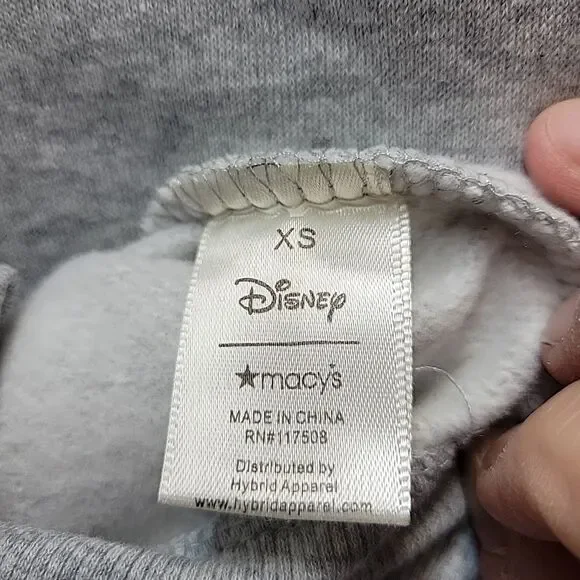 XS
Disney
★macy's
MADE IN CHINA
RN#117508
Distributed by
Hybrid Apparel
www.hybridapparel.com